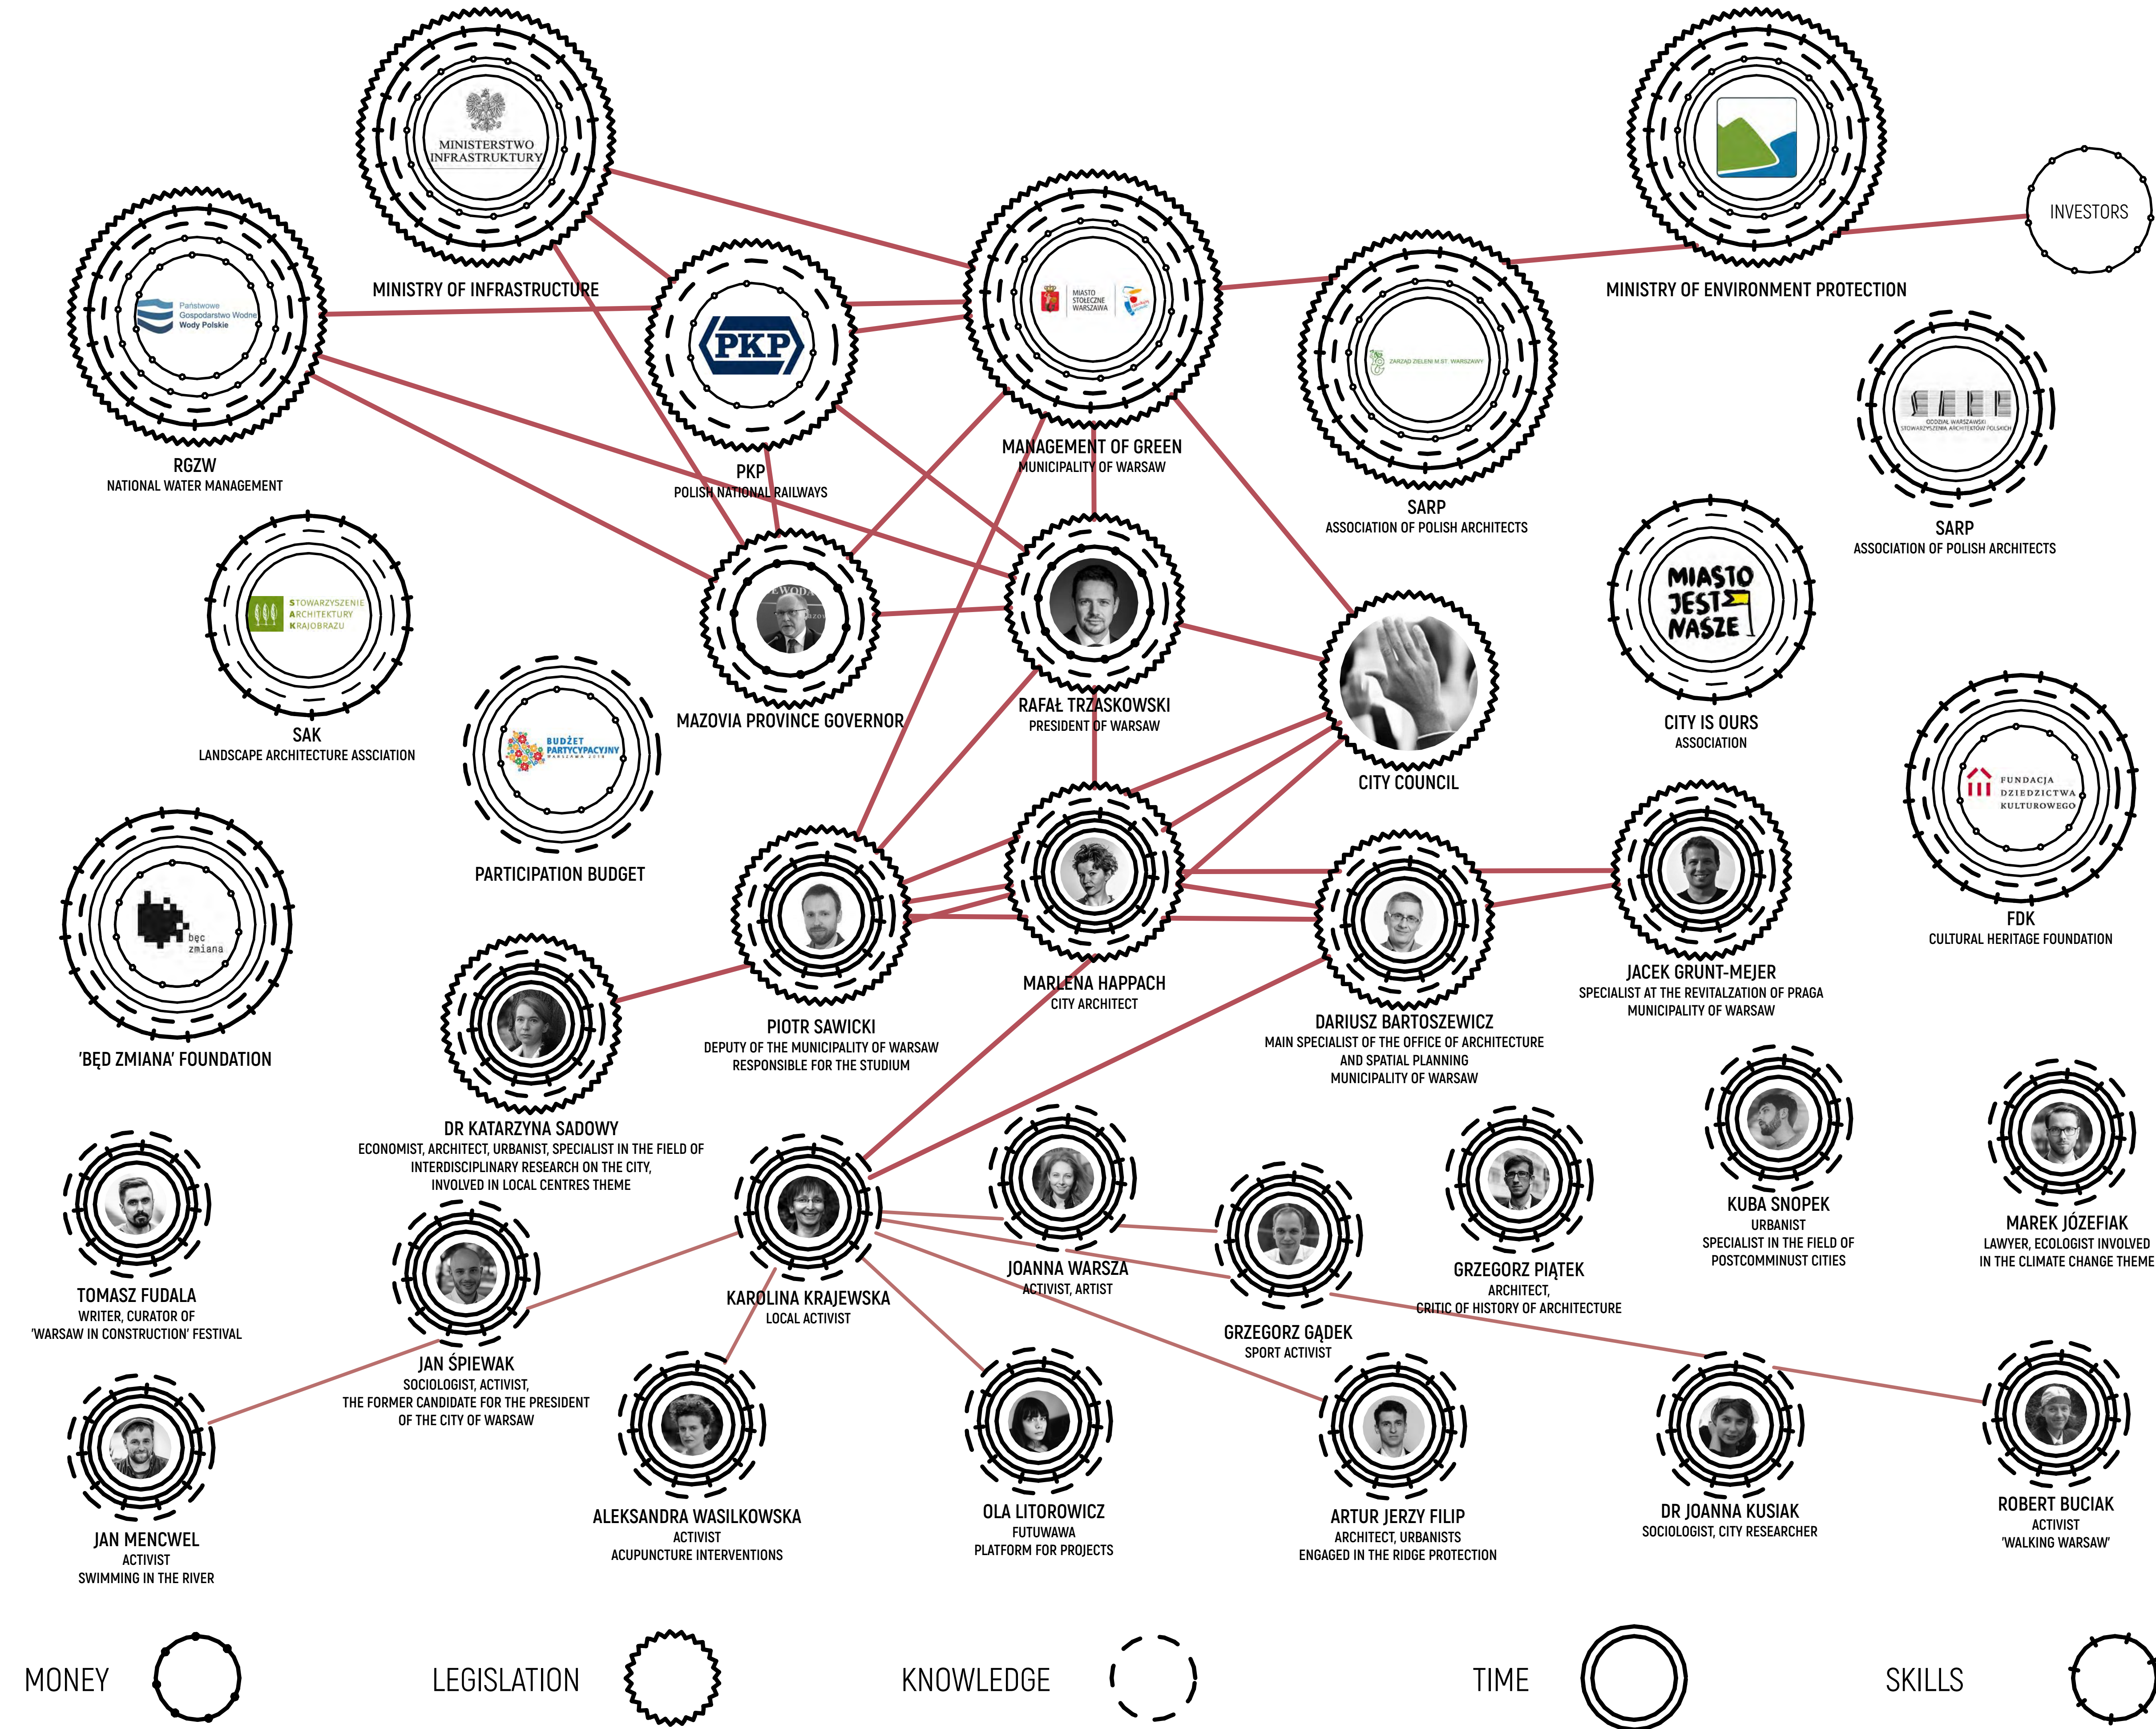 MINISTERSTWO
INFRASTRUKTURY
MINISTRY OF INFRASTRUCTURE
INVESTORS
MINISTRY OF ENVIRONMENT PROTECTION
Państwowe
Gospodarstwo Wodne
Wody Polskie
RGZW
NATIONAL WATER MANAGEMENT
PKP
PKP
POLISH NATIONAL RAILWAYS
MIASTO
STOŁECZNE
WARSZAWA
MANAGEMENT OF GREEN
MUNICIPALITY OF WARSAW
ZARZĄD ZIELENI M.ST. WARSZAWY
SARP
ASSOCIATION OF POLISH ARCHITECTS
SARP
ODDZIAŁ WARSZAWSKI
STOWARZYSZENIA ARCHITEKTÓW POLSKICH
SARP
ASSOCIATION OF POLISH ARCHITECTS
STOWARZYSZENIE
ARCHITEKTURY
KRAJOBRAZU
SAK
LANDSCAPE ARCHITECTURE ASSCIATION
BUDŻET
PARTYCYPACYJNY
PARTICIPATION BUDGET
MAZOVIA PROVINCE GOVERNOR
RAFAŁ TRZASKOWSKI
PRESIDENT OF WARSAW
CITY COUNCIL
MIASTO
JEST
NASZE
CITY IS OURS
ASSOCIATION
FUNDACJA
DZIEDZICTWA
KULTUROWEGO
FDK
CULTURAL HERITAGE FOUNDATION
bęc
zmiana
'BĘD ZMIANA' FOUNDATION
DR KATARZYNA SADOWY
ECONOMIST, ARCHITECT, URBANIST, SPECIALIST IN THE FIELD OF
INTERDISCIPLINARY RESEARCH ON THE CITY,
INVOLVED IN LOCAL CENTRES THEME
PIOTR SAWICKI
DEPUTY OF THE MUNICIPALITY OF WARSAW
RESPONSIBLE FOR THE STUDIUM
MARLENA HAPPACH
CITY ARCHITECT
DARIUSZ BARTOSZEWICZ
MAIN SPECIALIST OF THE OFFICE OF ARCHITECTURE
AND SPATIAL PLANNING
MUNICIPALITY OF WARSAW
JACEK GRUNT-MEJER
SPECIALIST AT THE REVITALZATION OF PRAGA
MUNICIPALITY OF WARSAW
TOMASZ FUDALA
WRITER, CURATOR OF
'WARSAW IN CONSTRUCTION' FESTIVAL
JAN ŚPIEWAK
SOCIOLOGIST, ACTIVIST,
THE FORMER CANDIDATE FOR THE PRESIDENT
OF THE CITY OF WARSAW
KAROLINA KRAJEWSKA
LOCAL ACTIVIST
JOANNA WARSZA
ACTIVIST, ARTIST
GRZEGORZ GĄDEK
SPORT ACTIVIST
GRZEGORZ PIĄTEK
ARCHITECT,
CRITIC OF HISTORY OF ARCHITECTURE
KUBA SNOPEK
URBANIST
SPECIALIST IN THE FIELD OF
POSTCOMMINUST CITIES
MAREK JÓZEFIAK
LAWYER, ECOLOGIST INVOLVED
IN THE CLIMATE CHANGE THEME
JAN MENCWEL
ACTIVIST
SWIMMING IN THE RIVER
ALEKSANDRA WASILKOWSKA
ACTIVIST
ACUPUNCTURE INTERVENTIONS
OLA LITOROWICZ
FUTUWAWA
PLATFORM FOR PROJECTS
ARTUR JERZY FILIP
ARCHITECT, URBANISTS
ENGAGED IN THE RIDGE PROTECTION
DR JOANNA KUSIAK
SOCIOLOGIST, CITY RESEARCHER
ROBERT BUCIAK
ACTIVIST
'WALKING WARSAW'
MONEY
LEGISLATION
KNOWLEDGE
TIME
SKILLS